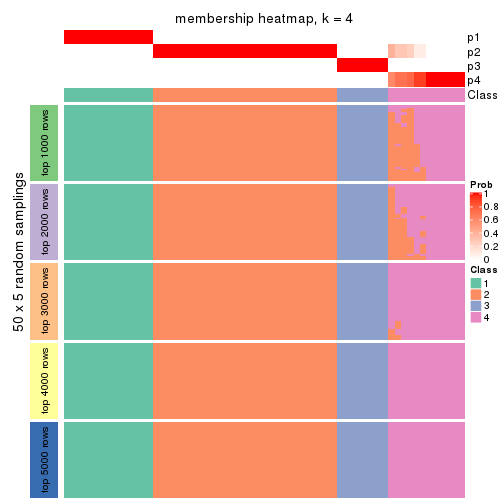 membership heatmap, k = 4
p1
p2
p3
p4
Class
50 x 5 random samplings
top 1000 rows
top 2000 rows
top 3000 rows
top 4000 rows
top 5000 rows
Prob
1
0.8
0.6
0.4
0.2
0
Class
1
2
3
4